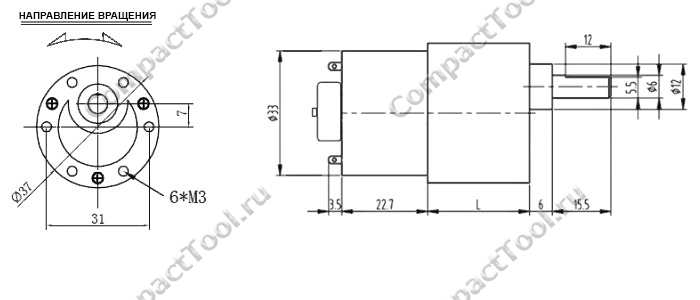 НАПРАВЛЕНИЕ ВРАЩЕНИЯ
CompactTool.ru
CompactTool.ru
CompactTool.ru
CompactTool.ru
12
7
Ø33
5.5
Ø6
Ø12
Ø37
6*M3
31
3.5
22.7
L
6
15.5